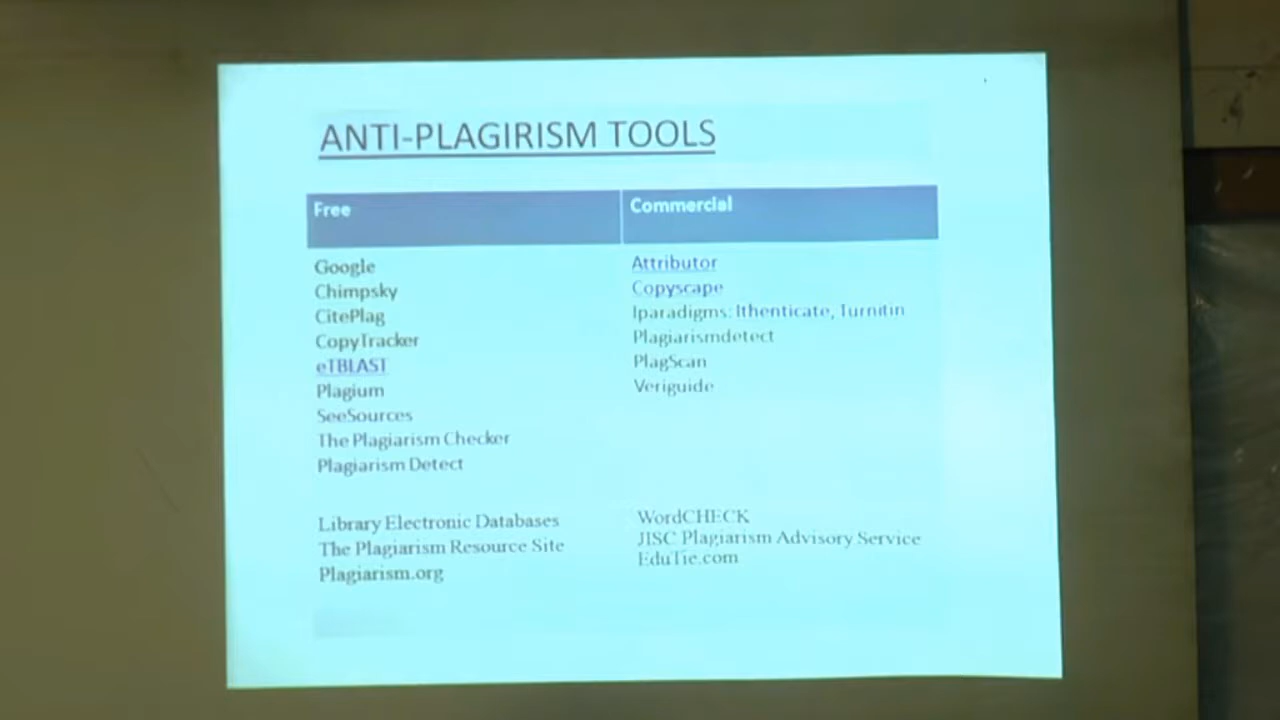 ANTI-PLAGIRISM TOOLS
Free
Commercial
Google
Chimpsky
CitePlag
CopyTracker
eTBLAST
Plagium
SeeSources
The Plagiarism Checker
Plagiarism Detect
Attributor
Copyscape
Iparadigms: Ithenticate, Turnitin
Plagiarismdetect
PlagScan
Veriguide
Library Electronic Databases
The Plagiarism Resource Site
Plagiarism.org
WordCHECK
JISC Plagiarism Advisory Service
EduTie.com